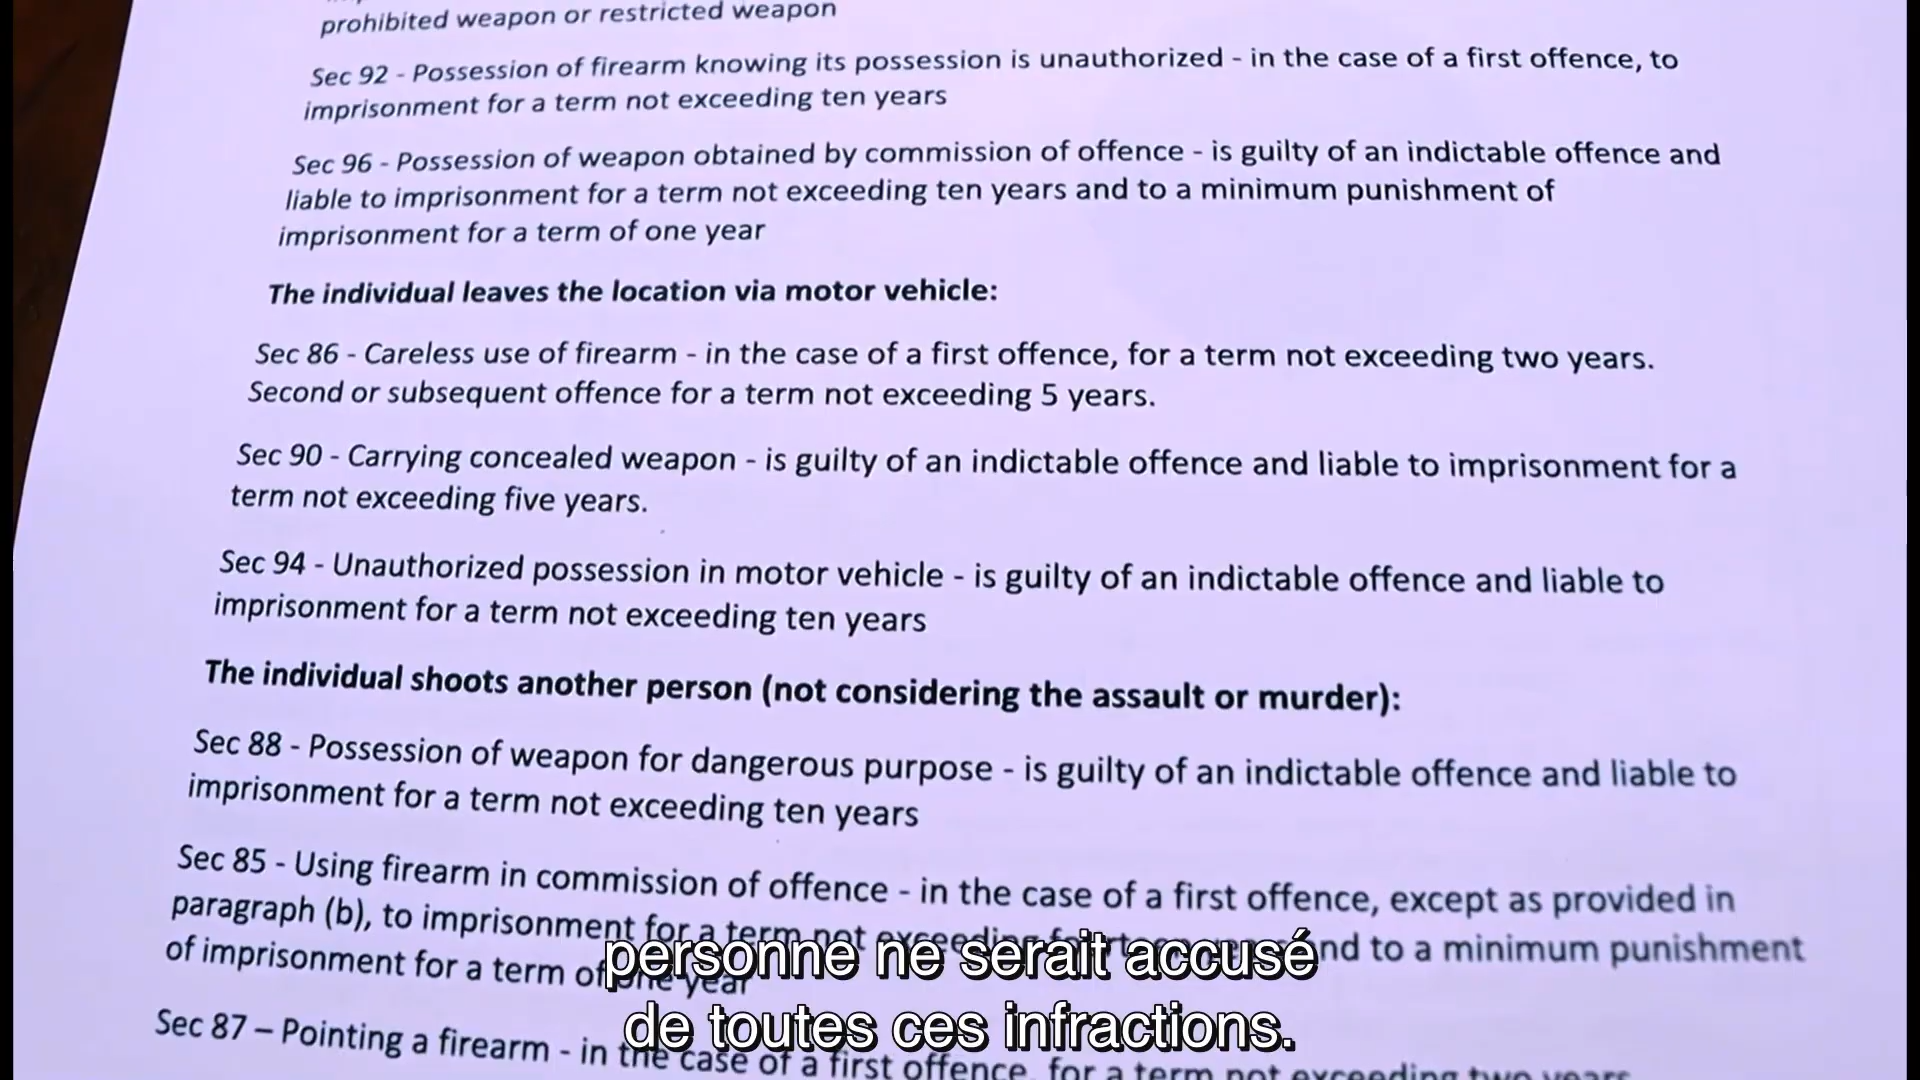 prohibited weapon or restricted weapon
Sec 92 - Possession of firearm knowing its possession is unauthorized - in the case of a first offence, to
imprisonment for a term not exceeding ten years
Sec 96 - Possession of weapon obtained by commission of offence - is guilty of an indictable offence and
liable to imprisonment for a term not exceeding ten years and to a minimum punishment of
imprisonment for a term of one year
The individual leaves the location via motor vehicle:
Sec 86 - Careless use of firearm - in the case of a first offence, for a term not exceeding two years.
Second or subsequent offence for a term not exceeding 5 years.
Sec 90 - Carrying concealed weapon - is guilty of an indictable offence and liable to imprisonment for a
term not exceeding five years.
Sec 94 - Unauthorized possession in motor vehicle - is guilty of an indictable offence and liable to
imprisonment for a term not exceeding ten years
The individual shoots another person (not considering the assault or murder):
Sec 88 - Possession of weapon for dangerous purpose - is guilty of an indictable offence and liable to
imprisonment for a term not exceeding ten years
Sec 85 - Using firearm in commission of offence - in the case of a first offence, except as provided in
paragraph (b), to imprisonment for a term not exceeding and to a minimum punishment
of imprisonment for a term of one year
Sec 87 – Pointing a firearm - in the case of a first offence, for a term not exceeding two years
personne ne serait accusé
de toutes ces infractions.